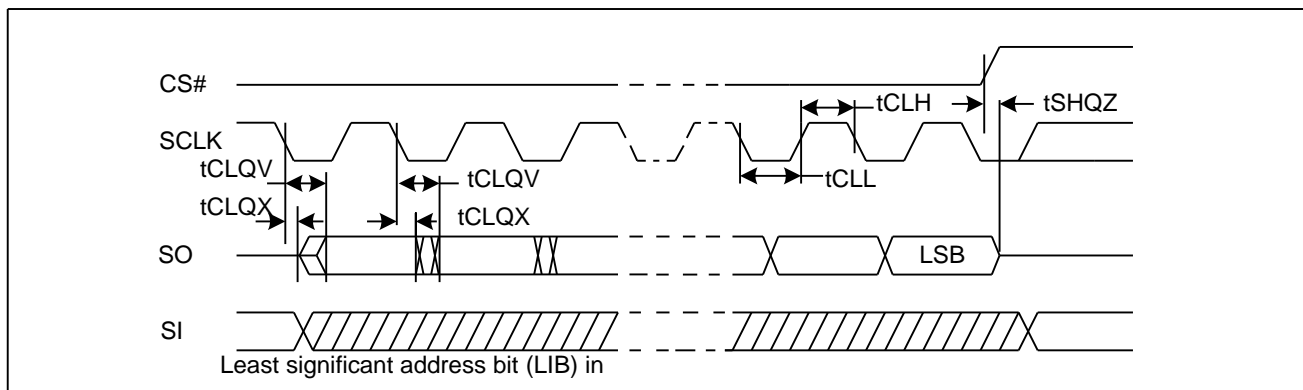 CS#
tCLH
tSHQZ
SCLK
tCLQV
tCLQV
tCLL
tCLQX
tCLQX
SO
LSB
SI
Least significant address bit (LIB) in